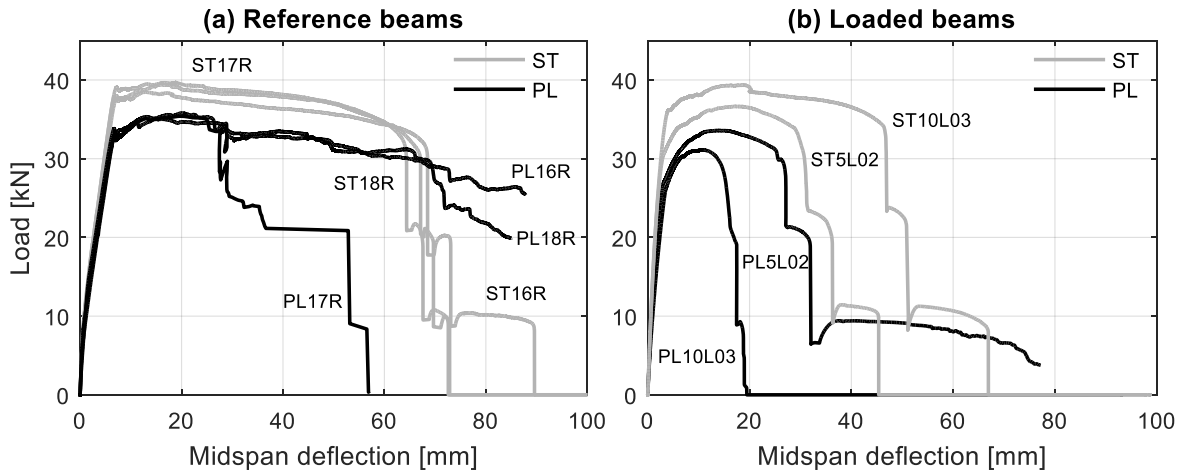 (a) Reference beams
Load [kN]
40
30
20
10
0
0 20 40 60 80 100
Midspan deflection [mm]
ST
PL
ST17R
PL16R
ST18R
PL18R
PL17R
ST16R
(b) Loaded beams
40
30
20
10
0
0 20 40 60 80 100
Midspan deflection [mm]
ST
PL
ST10L03
ST5L02
PL5L02
PL10L03